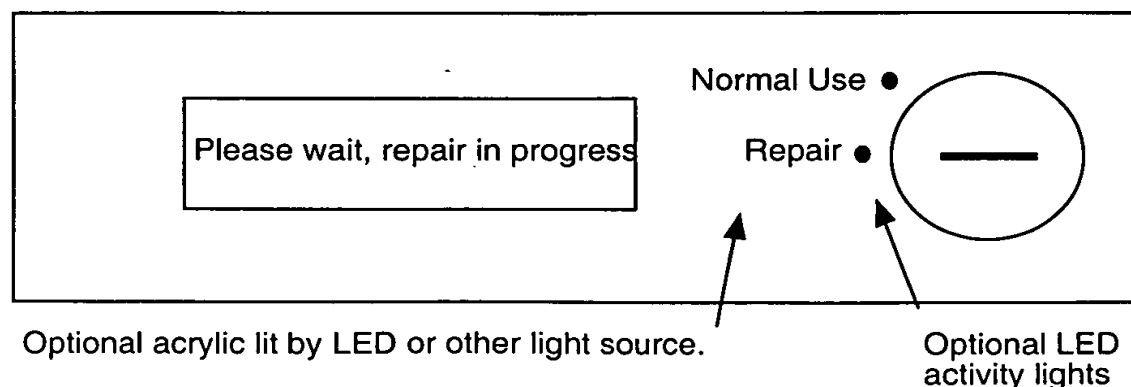 Normal Use
Please wait, repair in progress
Repair
Optional acrylic lit by LED or other light source.
Optional LED
activity lights